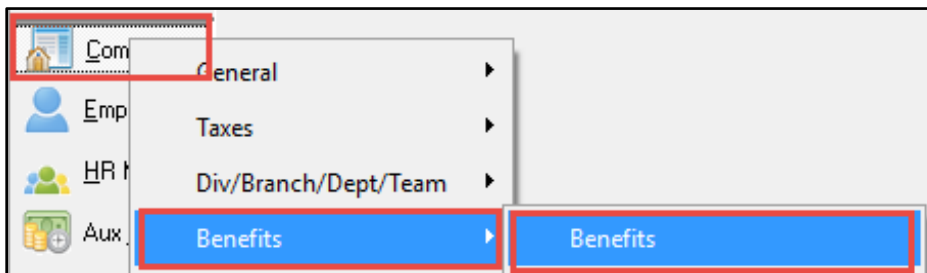 Com
General
Emp
Taxes
HR
Div/Branch/Dept/Team
Aux
Benefits
Benefits